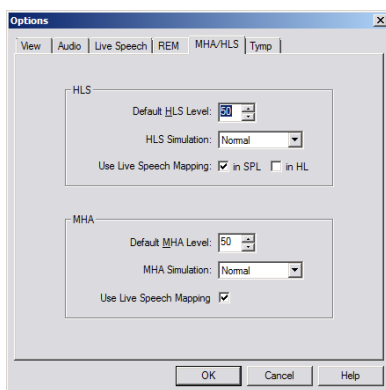 Options
View Audio Live Speech REM MHA/HLS Tymp
HLS
Default HLS Level: 50
HLS Simulation: Normal
Use Live Speech Mapping: in SPL in HL
MHA
Default MHA Level: 50
MHA Simulation: Normal
Use Live Speech Mapping
OK Cancel Help